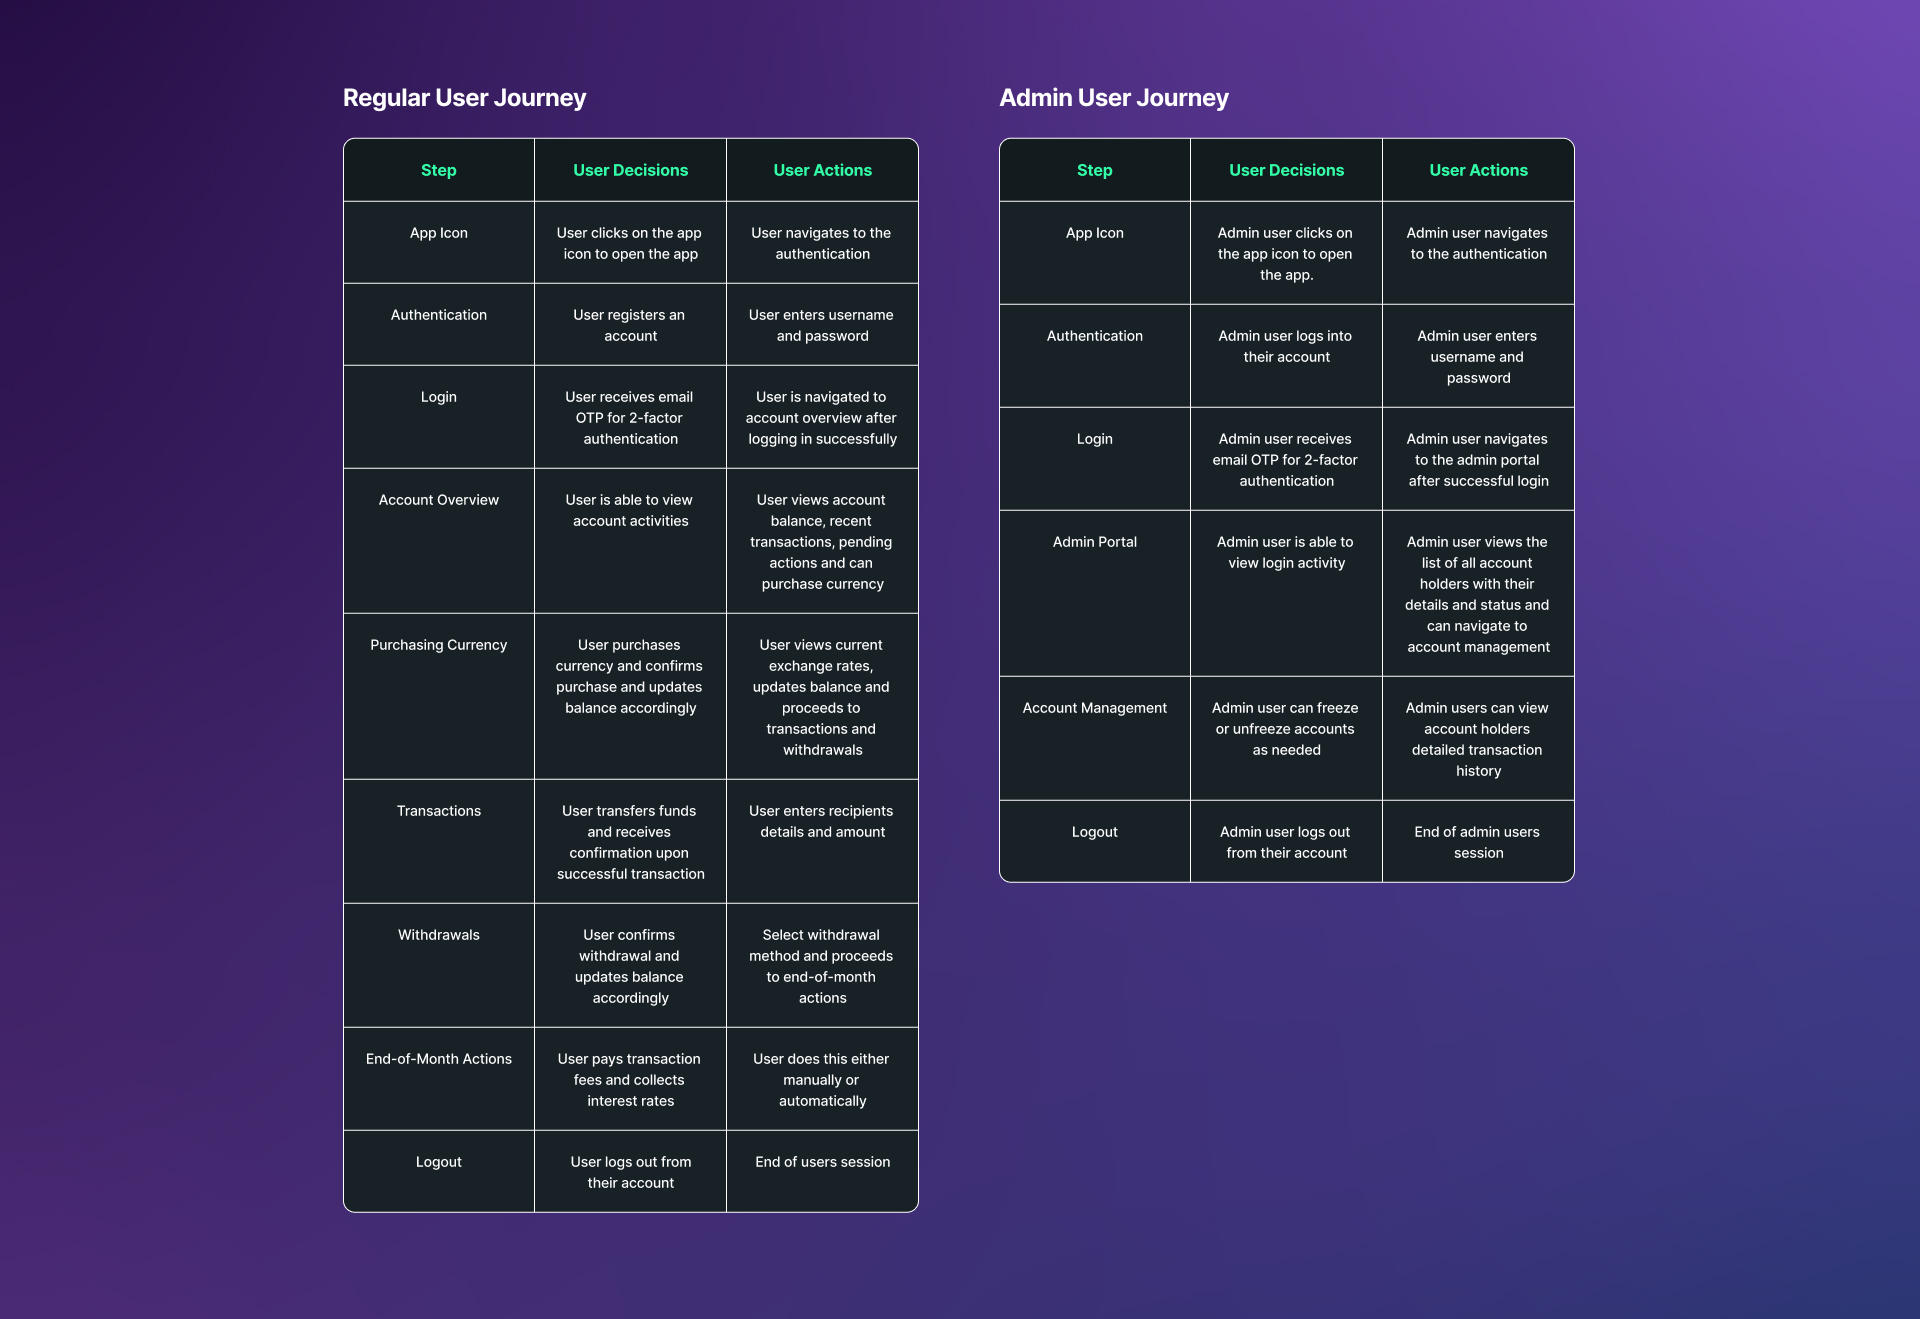 Regular User Journey
Step
User Decisions
User Actions
App Icon
User clicks on the app
icon to open the app
User navigates to the
authentication
Authentication
User registers an
account
User enters username
and password
Login
User receives email
OTP for 2-factor
authentication
User is navigated to
account overview after
logging in successfully
Account Overview
User is able to view
account activities
User views account
balance, recent
transactions, pending
actions and can
purchase currency
Purchasing Currency
User purchases
currency and confirms
purchase and updates
balance accordingly
User views current
exchange rates,
updates balance and
proceeds to
transactions and
withdrawals
Transactions
User transfers funds
and receives
confirmation upon
successful transaction
User enters recipients
details and amount
Withdrawals
User confirms
withdrawal and
updates balance
accordingly
Select withdrawal
method and proceeds
to end-of-month
actions
End-of-Month Actions
User pays transaction
fees and collects
interest rates
User does this either
manually or
automatically
Logout
User logs out from
their account
End of users session
Admin User Journey
Step
User Decisions
User Actions
App Icon
Admin user clicks on
the app icon to open
the app.
Admin user navigates
to the authentication
Authentication
Admin user logs into
their account
Admin user enters
username and
password
Login
Admin user receives
email OTP for 2-factor
authentication
Admin user navigates
to the admin portal
after successful login
Admin Portal
Admin user is able to
view login activity
Admin user views the
list of all account
holders with their
details and status and
can navigate to
account management
Account Management
Admin user can freeze
or unfreeze accounts
as needed
Admin users can view
account holders
detailed transaction
history
Logout
Admin user logs out
from their account
End of admin users
session